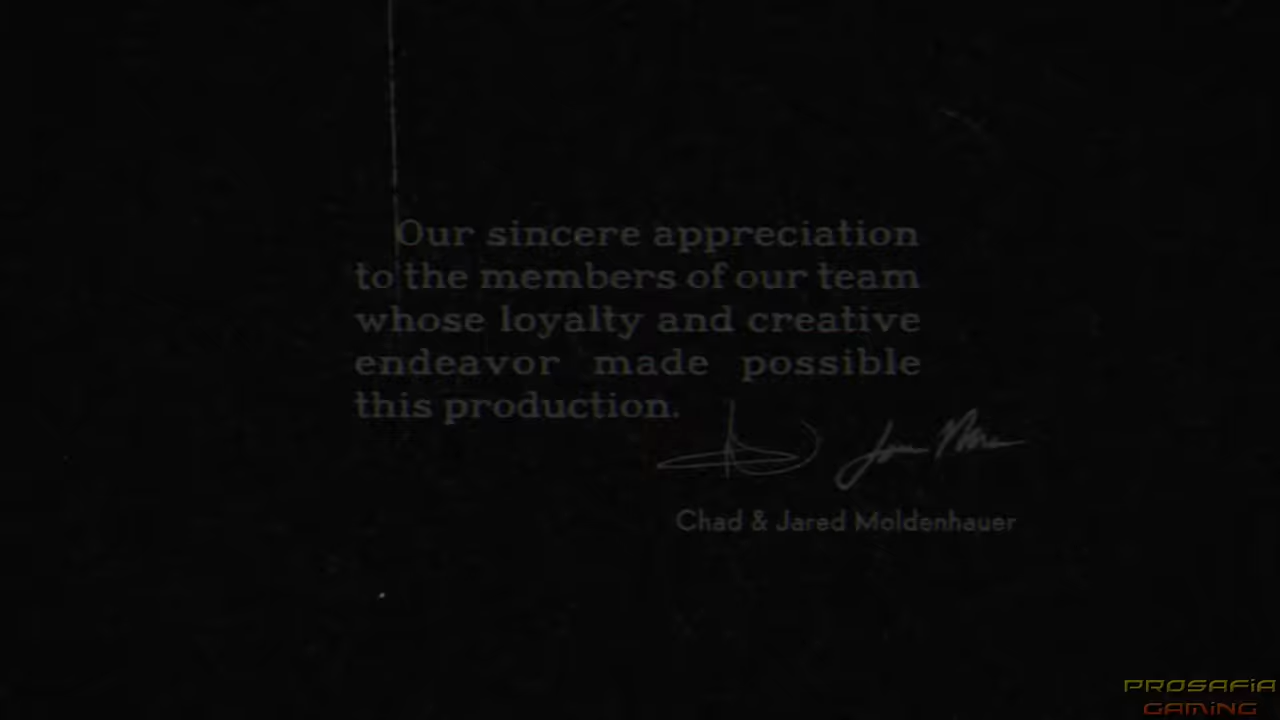 Our sincere appreciation
to the members of our team
whose loyalty and creative
endeavor made possible
this production.
Chad & Jared Moldenhauer
PROSAFiA
GAMiNG